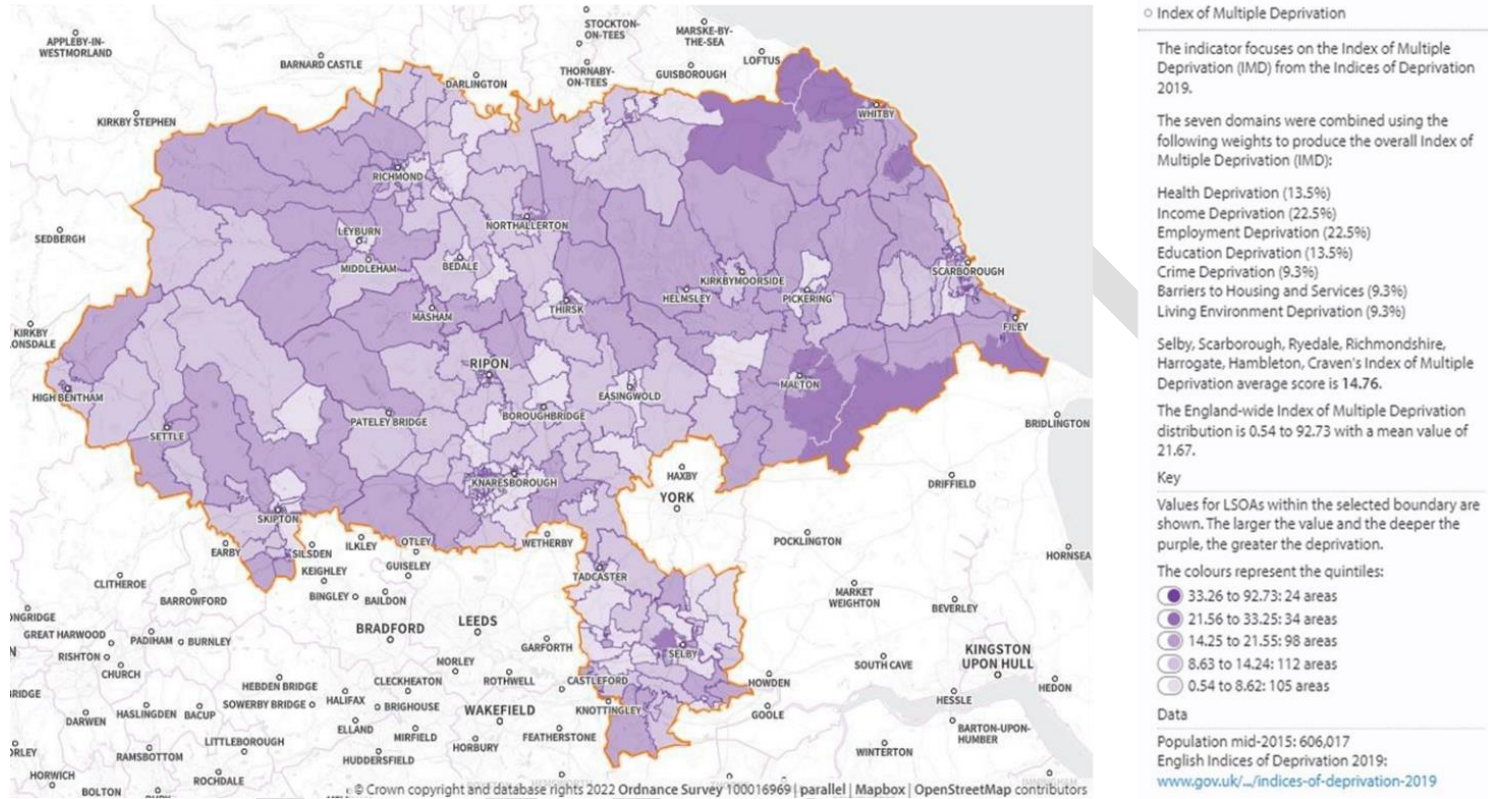 STOCKTON-
ON-TEES
MARSKE-BY-
THE-SEA
APPLEBY-IN-
WESTMORLAND
BARNARD CASTLE
DARLINGTON
THORNABY-
ON-TEES
GUISBOROUGH
LOFTUS
KIRKBY STEPHEN
WHITBY
RICHMOND
SEDBERGH
LEYBURN
NORTHALLERTON
MIDDLEHAM
BEDALE
SCARBOROUGH
KIRKBYMOORSIDE
HELMSLEY
PICKERING
MASHAM
THIRSK
FILEY
KIRKBY
ONSDALE
RIPON
MALTON
HIGH BENTHAM
EASINGWOLD
PATELEY BRIDGE
BOROUGHBRIDGE
BRIDLINGTON
SETTLE
HAXBY
KNARESBOROUGH
DRIFFIELD
YORK
SKIPTON
EARBY
SILSDEN
ILKLEY
OTLEY
WETHERBY
POCKLINGTON
HORNSEA
KEIGHLEY
GUISELEY
TADCASTER
CLITHEROE
BINGLEY
BAILDON
MARKET
WEIGHTON
BARROWFORD
BEVERLEY
ONGRIDGE
GREAT HARWOOD
PADIHAM
BURNLEY
BRADFORD
LEEDS
GARFORTH
SELBY
KINGSTON
UPON HULL
RISHTON
CHURCH
MORLEY
SOUTH CAVE
HEBDEN BRIDGE
CLECKHEATON
ROTHWELL
CASTLEFORD
HOWDEN
HEDON
RIDGE
DARWEN
HASLINGDEN
BACUP
SOWERBY BRIDGE
HALIFAX
BRIGHOUSE
WAKEFIELD
KNOTTINGLEY
GOOLE
HESSLE
ELLAND
MIRFIELD
HORBURY
FEATHERSTONE
BARTON-UPON-
HUMBER
LITTLEBOROUGH
RAMSBOTTOM
HUDDERSFIELD
WINTERTON
ORLEY
ROCHDALE
HORWICH
BOLTON
© Crown copyright and database rights 2022 Ordnance Survey 100016969 | parallel | Mapbox | OpenStreetMap contributors
Index of Multiple Deprivation
The indicator focuses on the Index of Multiple
Deprivation (IMD) from the Indices of Deprivation
2019.
The seven domains were combined using the
following weights to produce the overall Index of
Multiple Deprivation (IMD):
Health Deprivation (13.5%)
Income Deprivation (22.5%)
Employment Deprivation (22.5%)
Education Deprivation (13.5%)
Crime Deprivation (9.3%)
Barriers to Housing and Services (9.3%)
Living Environment Deprivation (9.3%)
Selby, Scarborough, Ryedale, Richmondshire,
Harrogate, Hambleton, Craven's Index of Multiple
Deprivation average score is 14.76.
The England-wide Index of Multiple Deprivation
distribution is 0.54 to 92.73 with a mean value of
21.67.
Key
Values for LSOAs within the selected boundary are
shown. The larger the value and the deeper the
purple, the greater the deprivation.
The colours represent the quintiles:
33.26 to 92.73: 24 areas
21.56 to 33.25: 34 areas
14.25 to 21.55: 98 areas
8.63 to 14.24: 112 areas
0.54 to 8.62: 105 areas
Data
Population mid-2015: 606,017
English Indices of Deprivation 2019:
www.gov.uk/.../indices-of-deprivation-2019